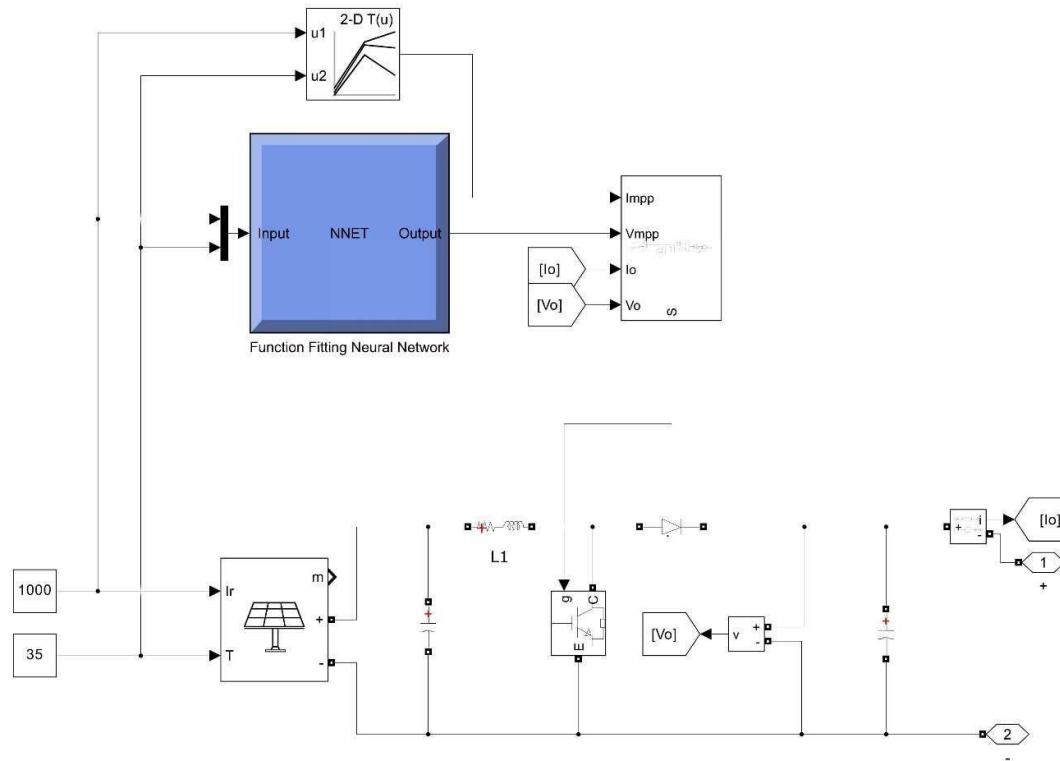 2-D T(u)
u1
u2
Input NNET Output
Function Fitting Neural Network
Impp
Vmpp
[Io] Io
[Vo] Vo
S
L1
1000 Ir
m
+
35 T
-
g C
E
[Vo] v
+
-
i
+
-
[Io]
1
+
2
-